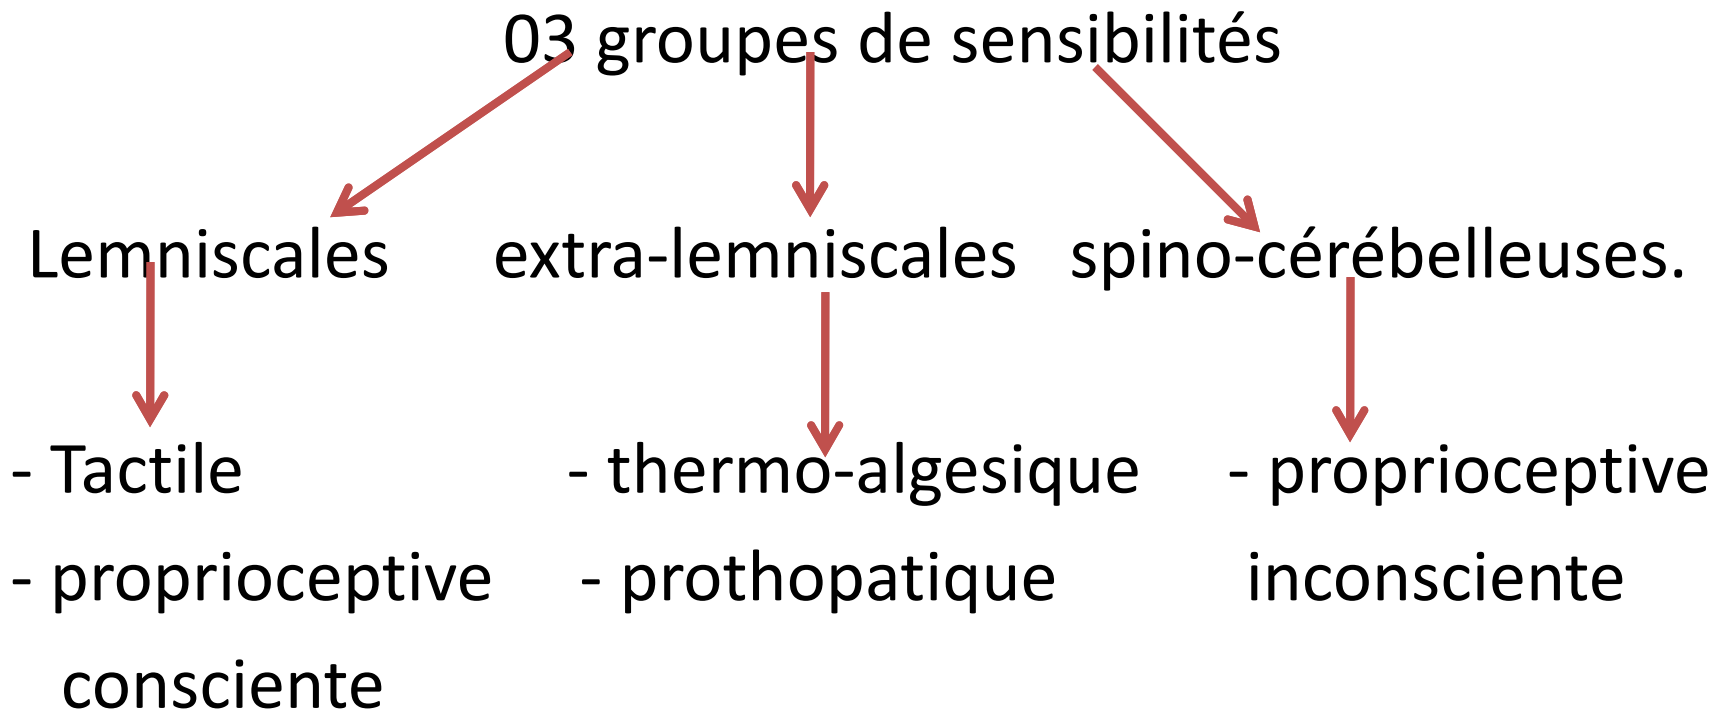 03 groupes de sensibilités
Lemniscales extra-lemniscales spino-cérébelleuses.
- Tactile - thermo-algesique - proprioceptive
- proprioceptive - prothopatique inconsciente
consciente